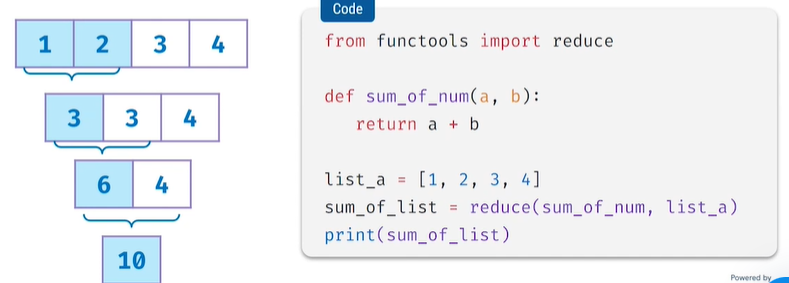 1 2 3 4
3 3 4
6 4
10
Code
from functools import reduce
def sum_of_num(a, b):
return a + b
list_a = [1, 2, 3, 4]
sum_of_list = reduce(sum_of_num, list_a)
print(sum_of_list)
Powered by